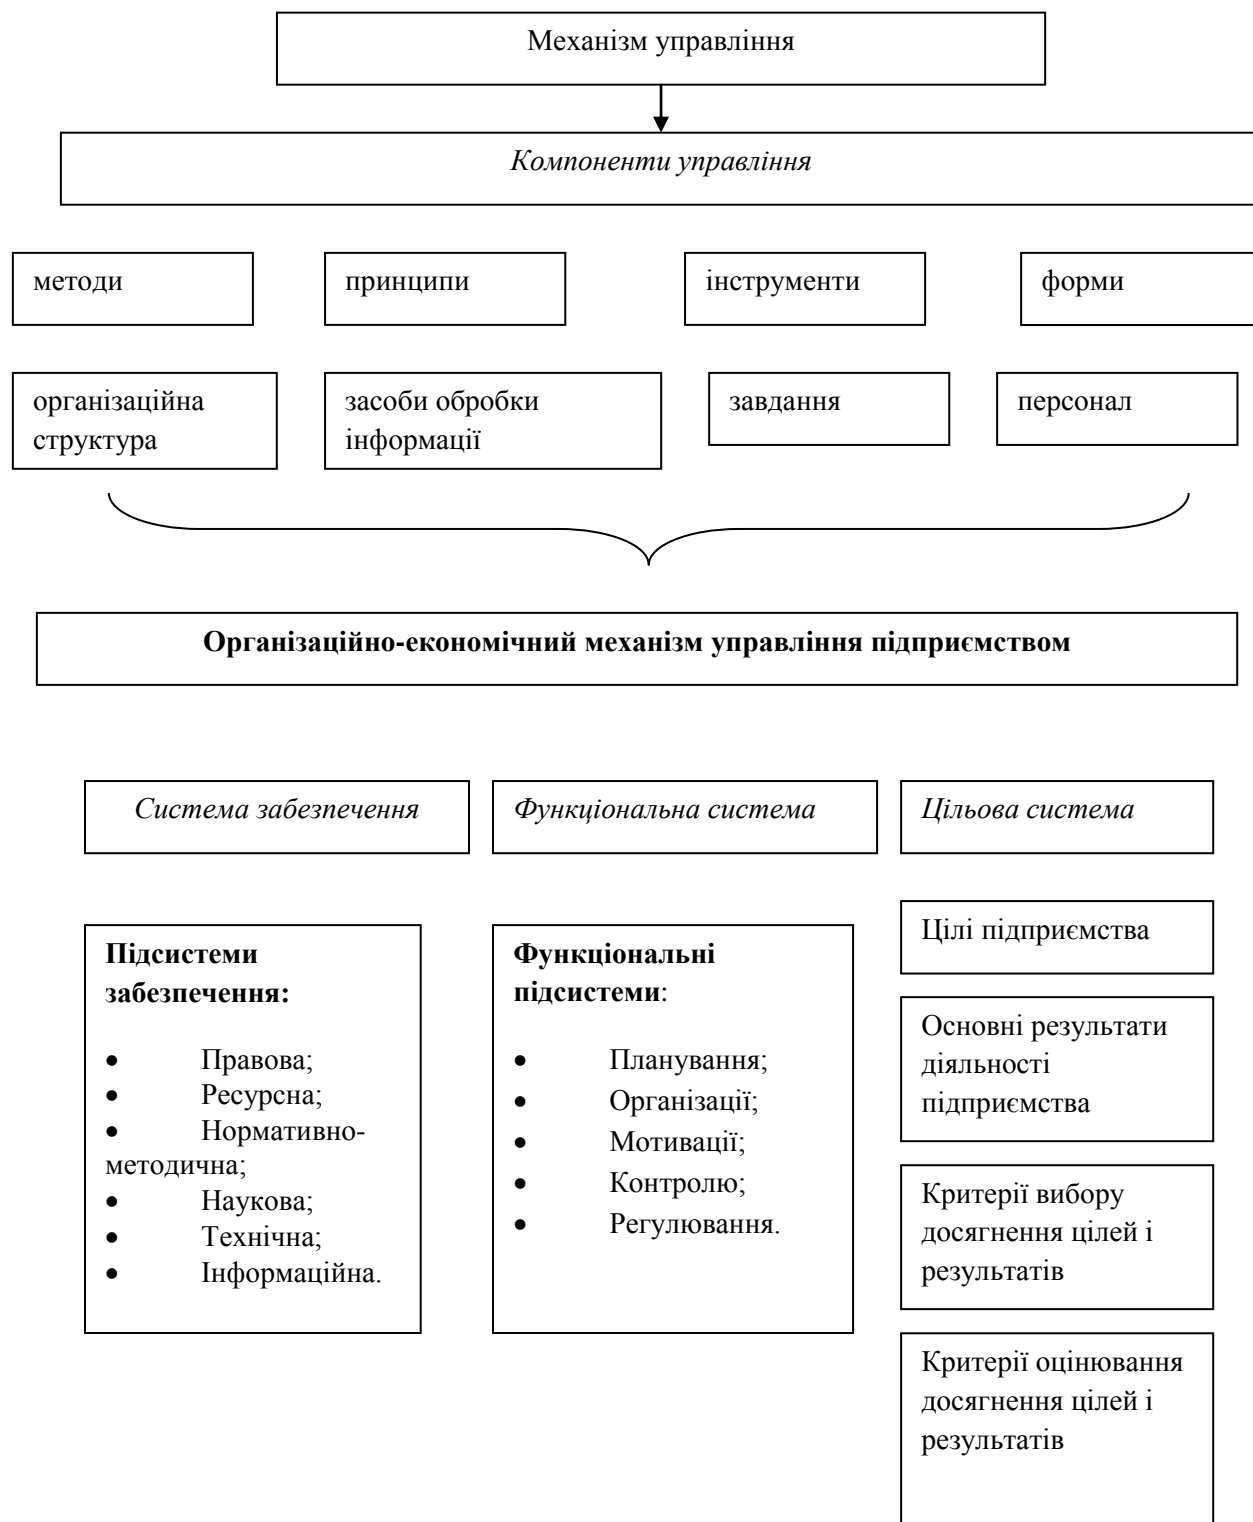 Механізм управління
Компоненти управління
методи
принципи
інструменти
форми
організаційна
структура
засоби обробки
інформації
завдання
персонал
Організаційно-економічний механізм управління підприємством
Система забезпечення
Функціональна система
Цільова система
Підсистеми
забезпечення:
• Правова;
• Ресурсна;
• Нормативно-
методична;
• Наукова;
• Технічна;
• Інформаційна.
Функціональні
підсистеми:
• Планування;
• Організації;
• Мотивації;
• Контролю;
• Регулювання.
Цілі підприємства
Основні результати
діяльності
підприємства
Критерії вибору
досягнення цілей і
результатів
Критерії оцінювання
досягнення цілей і
результатів